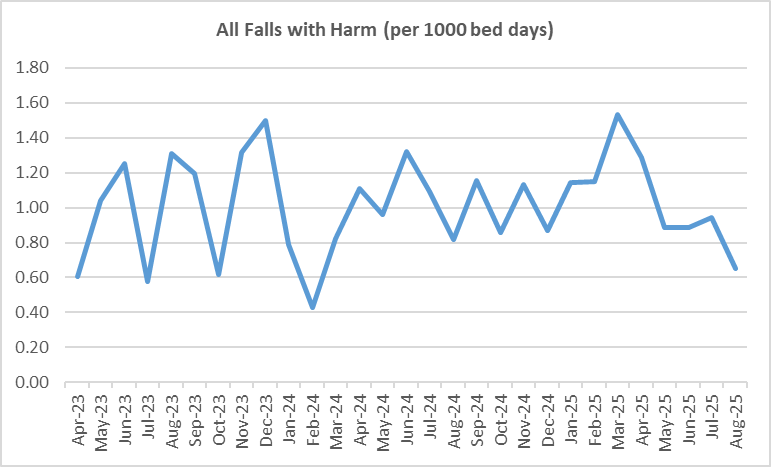 All Falls with Harm (per 1000 bed days)
1.80
1.60
1.40
1.20
1.00
0.80
0.60
0.40
0.20
0.00
Apr-23
May-23
Jun-23
Jul-23
Aug-23
Sep-23
Oct-23
Nov-23
Dec-23
Jan-24
Feb-24
Mar-24
Apr-24
May-24
Jun-24
Jul-24
Aug-24
Sep-24
Oct-24
Nov-24
Dec-24
Jan-25
Feb-25
Mar-25
Apr-25
May-25
Jun-25
Jul-25
Aug-25